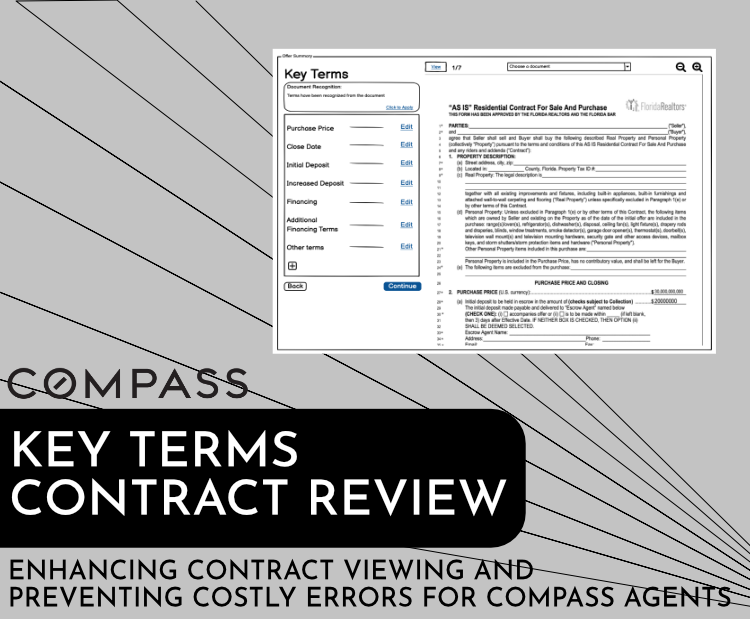 Offer Summary
Key Terms
Document Recognition:
Terms have been recognized from the document
Click to Apply
Purchase Price Edit
Close Date Edit
Initial Deposit Edit
Increased Deposit Edit
Financing Edit
Additional
Financing Terms Edit
Other terms Edit
Back Continue
View 1/7 Choose a document
"AS IS" Residential Contract For Sale And Purchase
THIS FORM HAS BEEN APPROVED BY THE FLORIDA REALTORS AND THE FLORIDA BAR
FloridaRealtors
PARTIES: ("Seller"),
and ("Buyer"),
agree that Seller shall sell and Buyer shall buy the following described Real Property and Personal Property
(collectively "Property") pursuant to the terms and conditions of this AS IS Residential Contract For Sale And Purchase
and any riders and addenda ("Contract"):
1. PROPERTY DESCRIPTION:
(a) Street address, city, zip:
(b) Located in: County, Florida. Property Tax ID #:
(c) Real Property: The legal description is
together with all existing improvements and fixtures, including built-in appliances, built-in furnishings and
attached wall-to-wall carpeting and flooring ("Real Property") unless specifically excluded in Paragraph 1(e) or
by other terms of this Contract.
(d) Personal Property: Unless excluded in Paragraph 1(e) or by other terms of this Contract, the following items
which are owned by Seller and existing on the Property as of the date of the initial offer are included in the
purchase: range(s)/oven(s), refrigerator(s), dishwasher(s), disposal, ceiling fan(s), light fixture(s), drapery rods
and draperies, blinds, window treatments, smoke detector(s), garage door opener(s), thermostat(s), doorbell(s),
television wall mount(s) and television mounting hardware, security gate and other access devices, mailbox
keys, and storm shutters/storm protection items and hardware ("Personal Property").
Other Personal Property items included in this purchase are:
Personal Property is included in the Purchase Price, has no contributory value, and shall be left for the Buyer.
(e) The following items are excluded from the purchase:
PURCHASE PRICE AND CLOSING
2. PURCHASE PRICE (U.S. currency):
(a) Initial deposit to be held in escrow in the amount of (checks subject to Collection) $20000000
The initial deposit made payable and delivered to "Escrow Agent" named below
(CHECK ONE): (i) accompanies offer or (ii) is to be made within if left blank,
then 3) days after Effective Date. IF NEITHER BOX IS CHECKED, THEN OPTION (ii)
SHALL BE DEEMED SELECTED.
Escrow Agent Name:
Address: Phone:
Email: Fax:
COMPASS
KEY TERMS
CONTRACT REVIEW
ENHANCING CONTRACT VIEWING AND
PREVENTING COSTLY ERRORS FOR COMPASS AGENTS